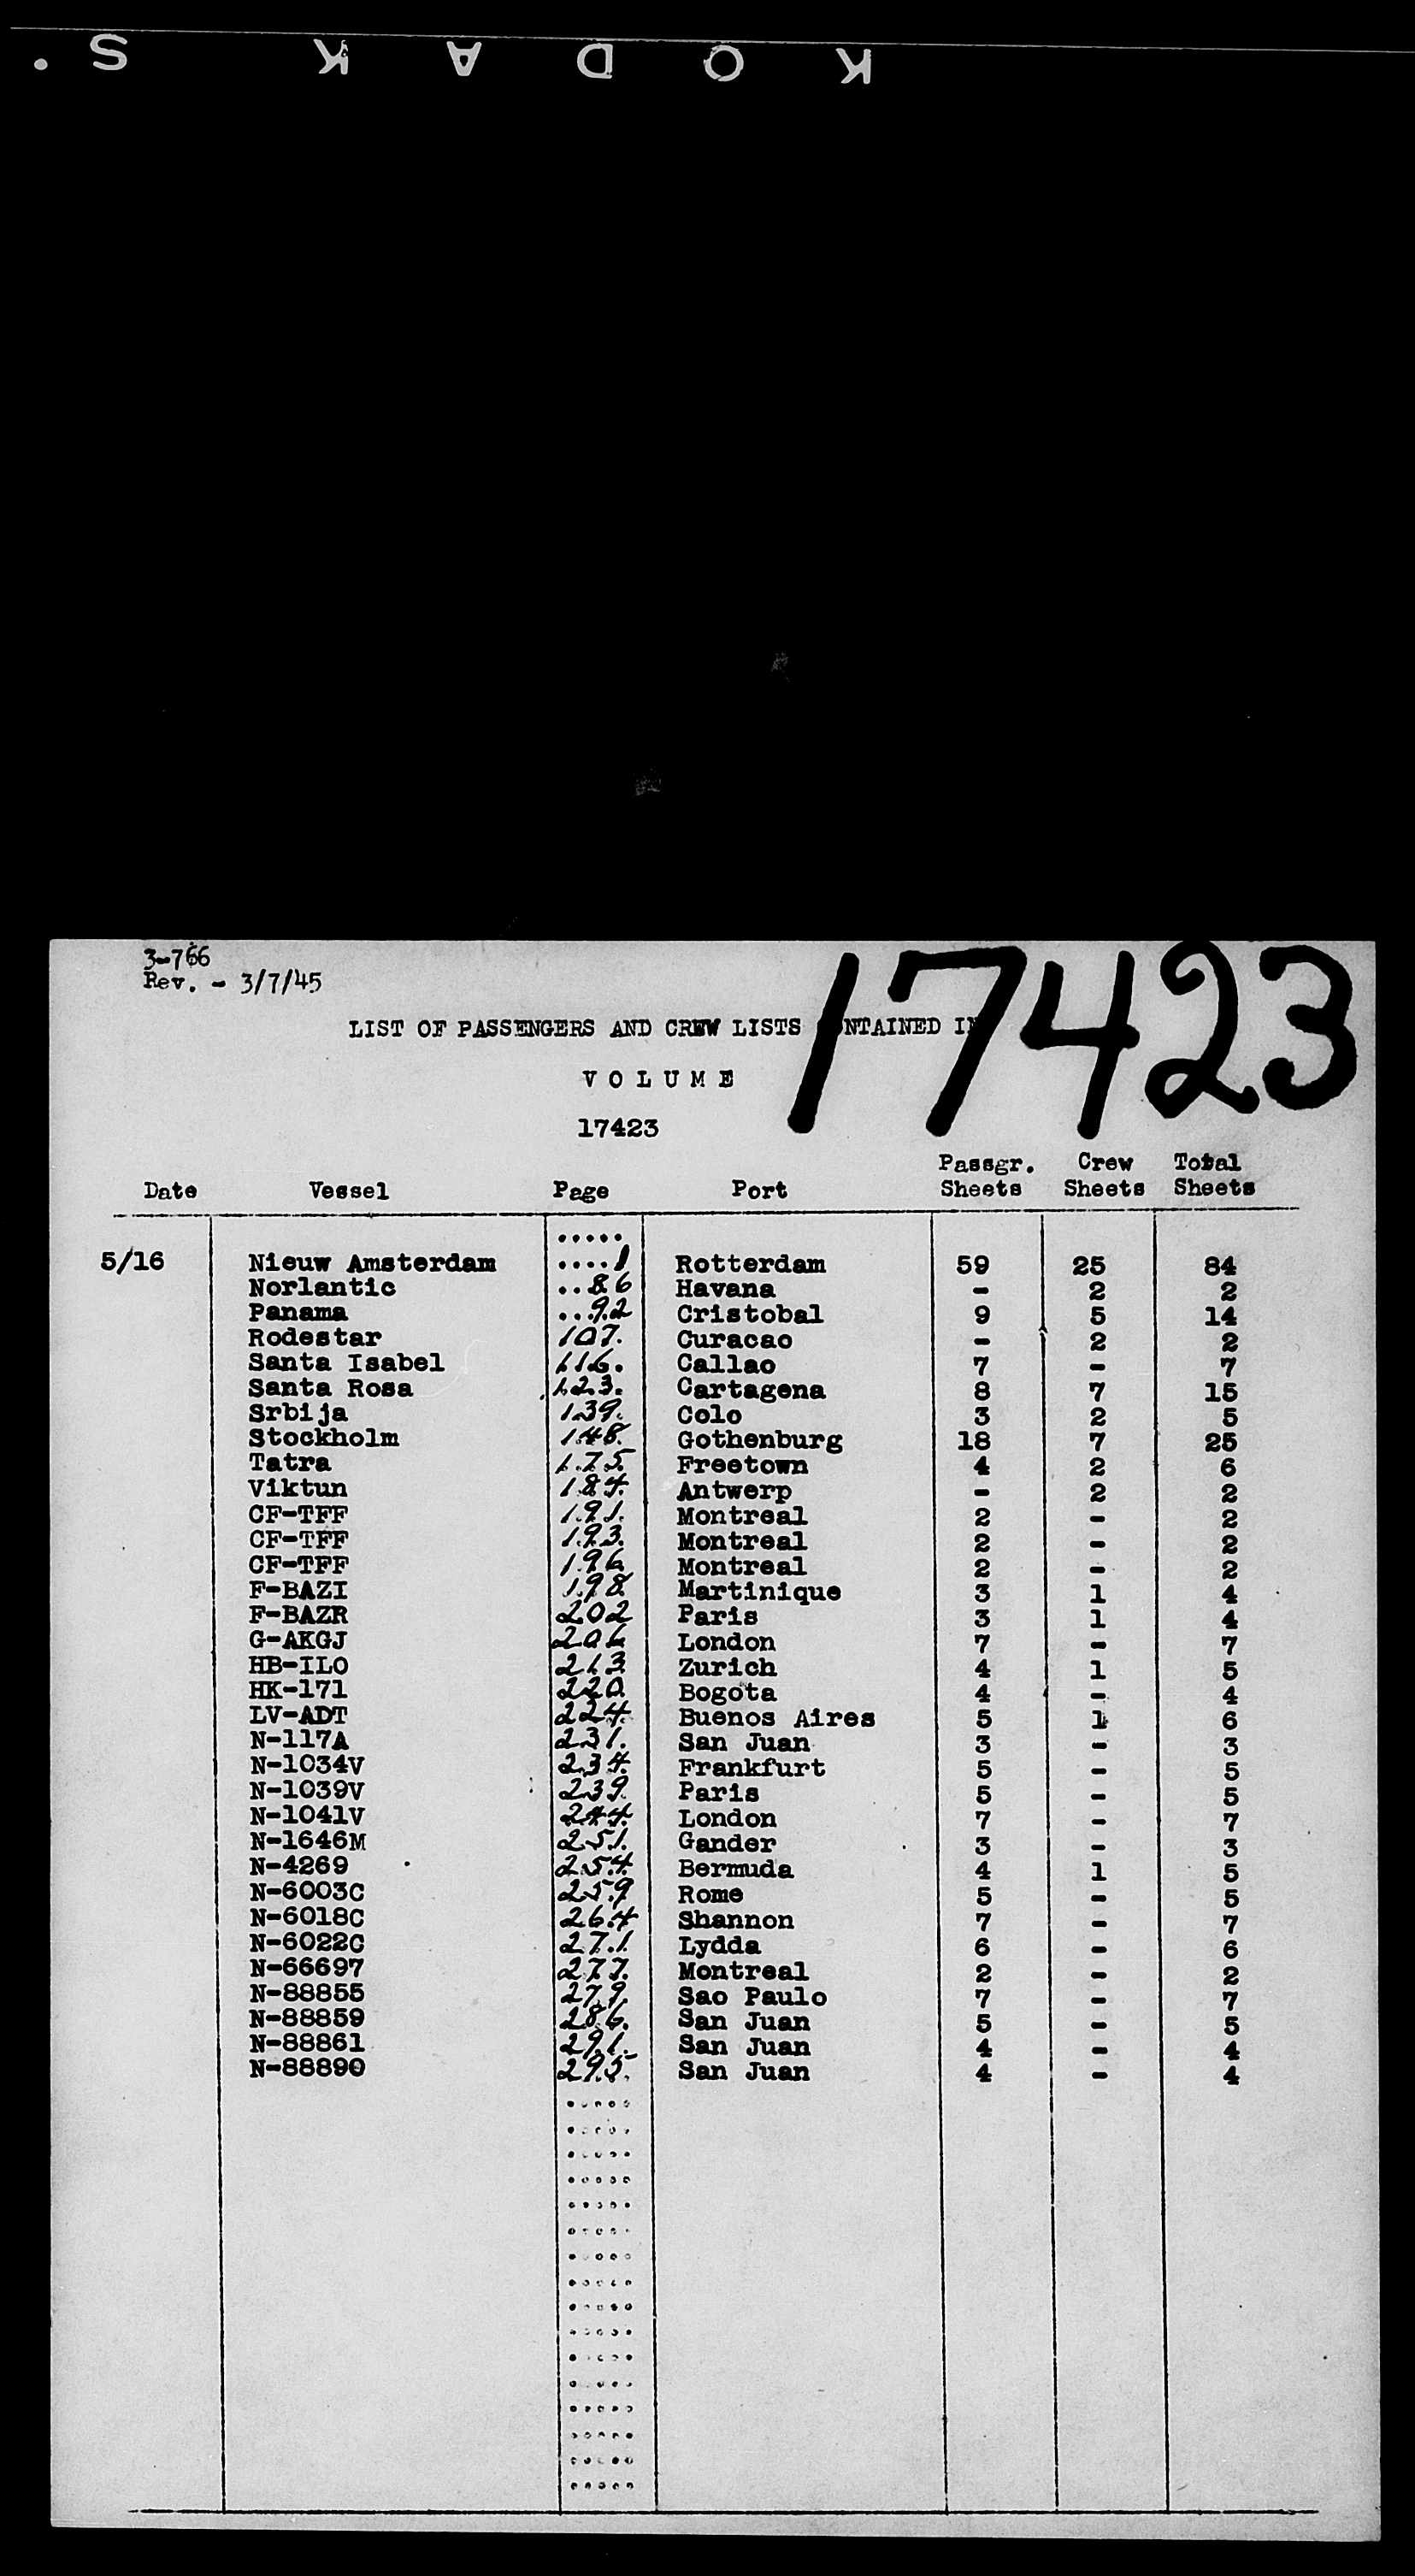 K O D A K S .
3-766
Rev. - 3/7/45
17423
LIST OF PASSENGERS AND CREW LISTS CONTAINED IN
VOLUME
17423
Date Vessel Page Port Passgr. Sheets Crew Sheets Total Sheets
.....
5/16 Nieuw Amsterdam ....1 Rotterdam 59 25 84
Norlantic ..86 Havana - 2 2
Panama ..92 Cristobal 9 5 14
Rodestar 107. Curacao - 2 2
Santa Isabel 116. Callao 7 - 7
Santa Rosa 123. Cartagena 8 7 15
Srbija 139. Colo 3 2 5
Stockholm 148. Gothenburg 18 7 25
Tatra 175. Freetown 4 2 6
Viktun 184. Antwerp - 2 2
CF-TFF 191. Montreal 2 - 2
CF-TFF 193. Montreal 2 - 2
CF-TFF 196 Montreal 2 - 2
F-BAZI 198. Martinique 3 1 4
F-BAZR 202 Paris 3 1 4
G-AKGJ 206 London 7 - 7
HB-ILO 213. Zurich 4 1 5
HK-171 220. Bogota 4 - 4
LV-ADT 224. Buenos Aires 5 1 6
N-117A 231. San Juan 3 - 3
N-1034V 234. Frankfurt 5 - 5
N-1039V 239. Paris 5 - 5
N-1041V 244. London 7 - 7
N-1646M 251. Gander 3 - 3
N-4269 254. Bermuda 4 1 5
N-6003C 259 Rome 5 - 5
N-6018C 264 Shannon 7 - 7
N-6022C 271. Lydda 6 - 6
N-66697 277. Montreal 2 - 2
N-88855 279. Sao Paulo 7 - 7
N-88859 286. San Juan 5 - 5
N-88861 291. San Juan 4 - 4
N-88890 295. San Juan 4 - 4